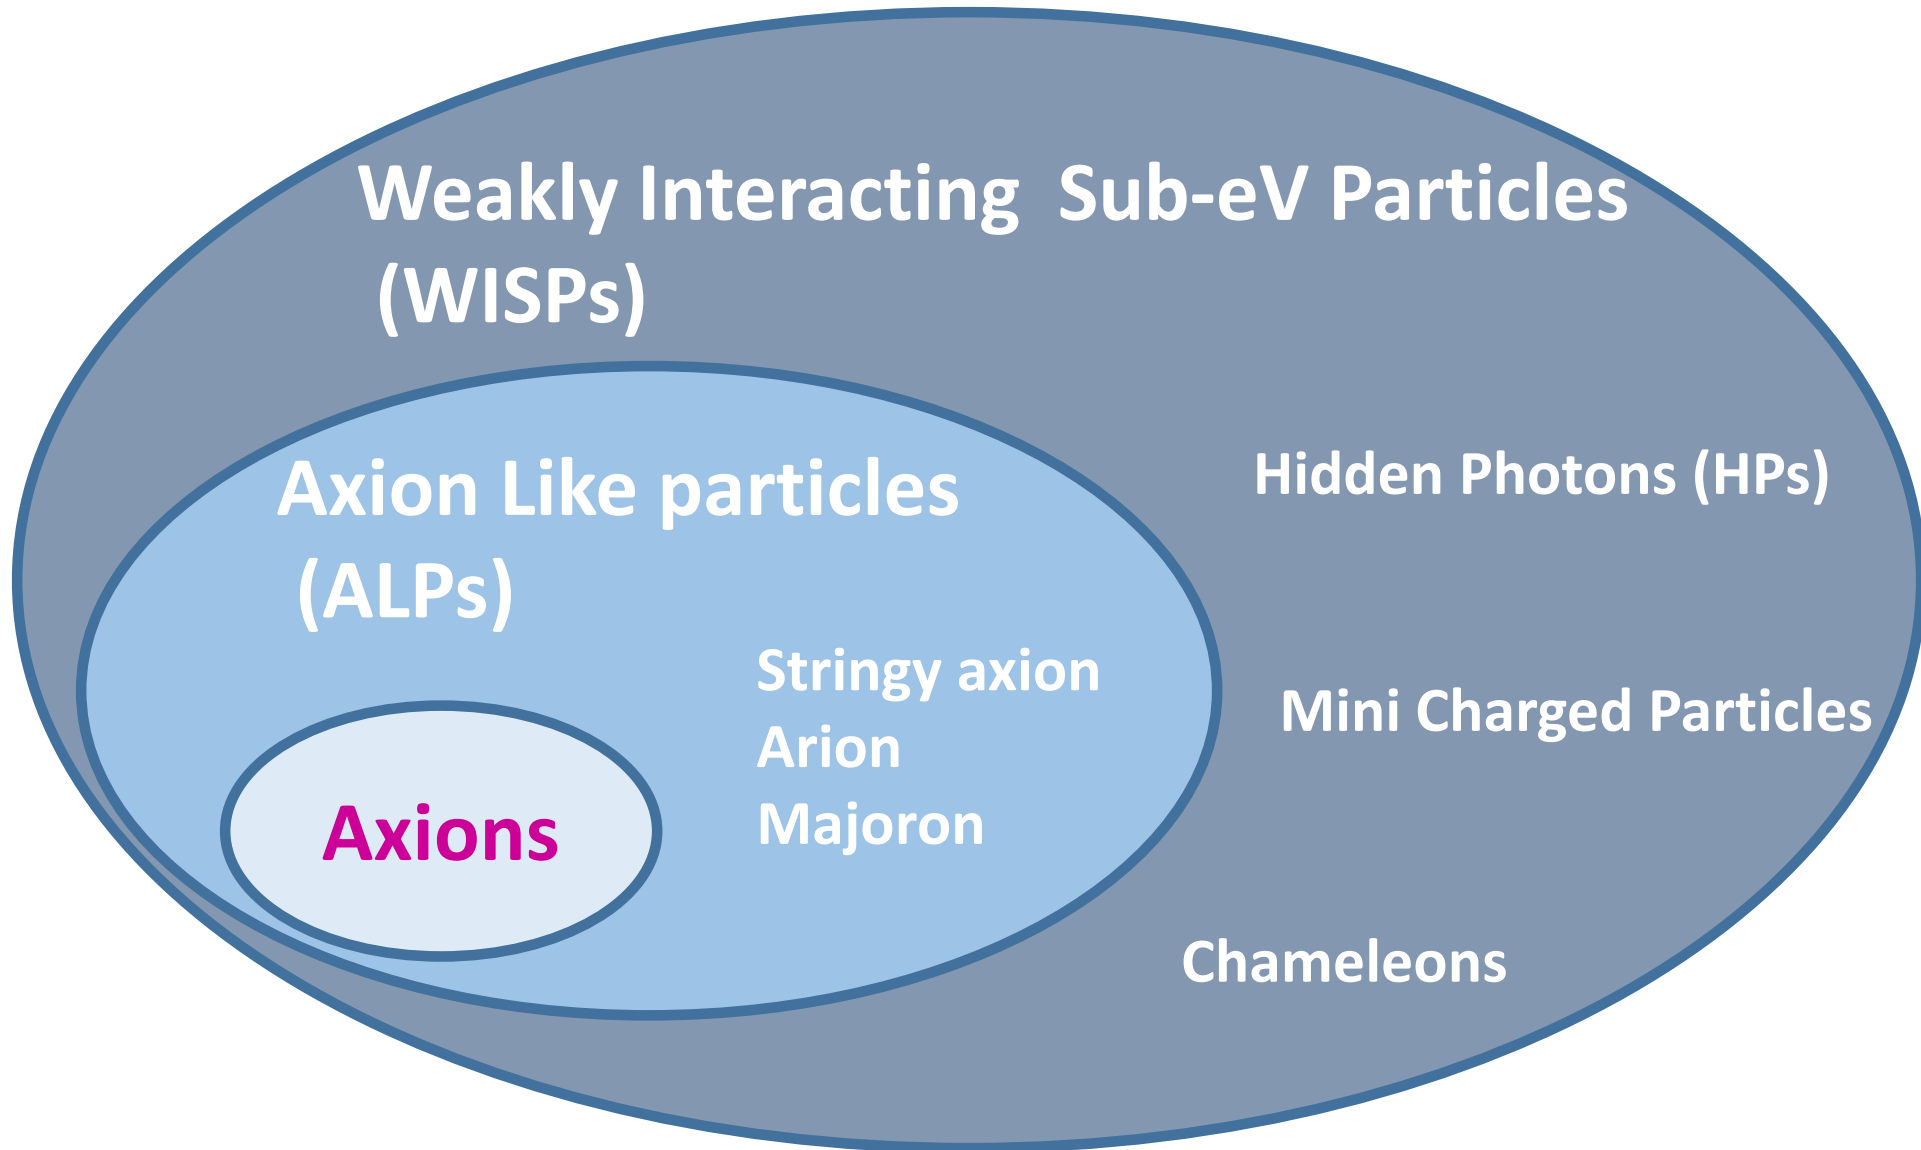 Weakly Interacting  Sub-eV Particles
(WISPs)
Axion Like particles
(ALPs)
Hidden Photons (HPs)
Stringy axion
Arion
Majoron
Mini Charged Particles
Axions
Chameleons